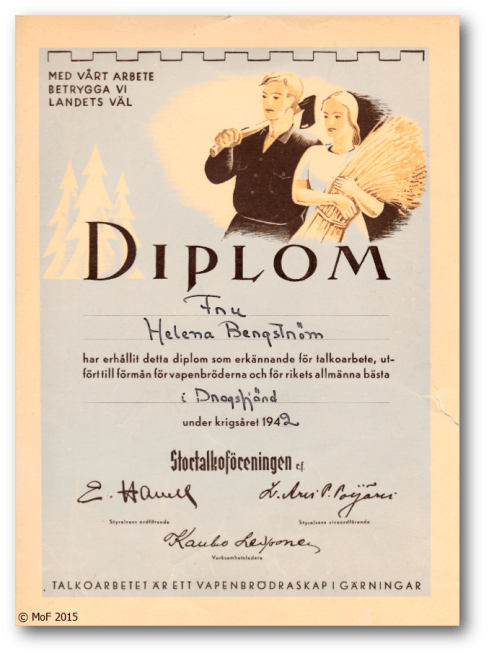 MED VÅRT ARBETE
BETRYGGA VI
LANDETS VÄL
DIPLOM
Fru
Helena Bergström
har erhållit detta diplom som erkännande för talkoarbete, ut-
fört till förmån för vapenbröderna och för rikets allmänna bästa
i Dragsfjärd
under krigsåret 1942
Stortalkoföreningen r.f.
Styrelsens ordförande
Styrelsens viceordförande
Kauko
Verksamhetsledare
TALKOARBETET ÄR ETT VAPENBRÖDRASKAP I GÄRNINGAR
© MoF 2015